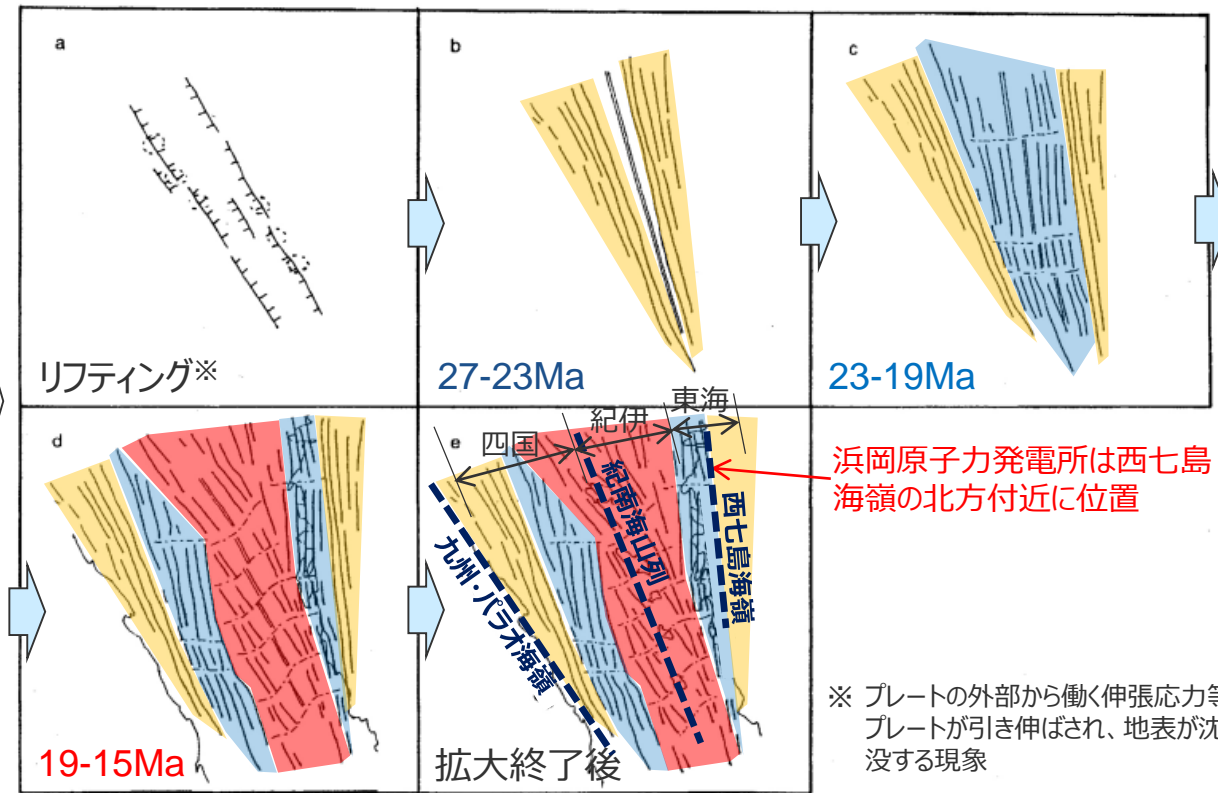 a
リフティング※
b
27-23Ma
c
23-19Ma
d
19-15Ma
e
四国
紀伊
東海
九州・パラオ海嶺
紀南海山列
西七島海嶺
拡大終了後
浜岡原子力発電所は西七島
海嶺の北方付近に位置
※ プレートの外部から働く伸張応力等
プレートが引き伸ばされ、地表が沈
没する現象